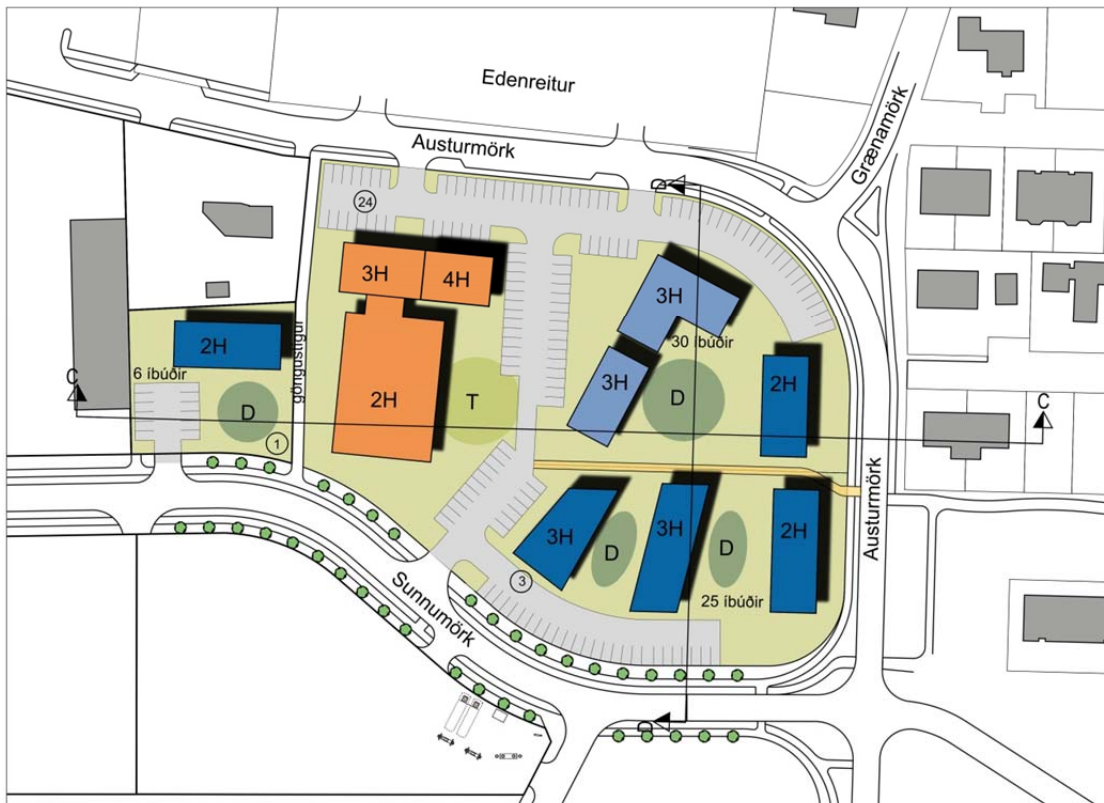 Edenreitur
Austurmörk
Grænamörk
24
3H
4H
3H
30 íbúðir
2H
göngustígur
6 íbúðir
3H
2H
C
D
2H
T
D
C
1
3H
3H
2H
D
D
Austurmörk
3
25 íbúðir
Sunnumörk
D
D